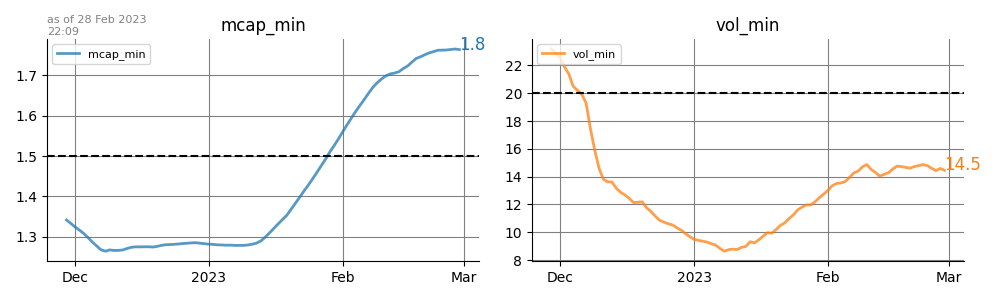 as of 28 Feb 2023
22:09
mcap_min
mcap_min
1.8
1.7
1.6
1.5
1.4
1.3
Dec
2023
Feb
Mar
vol_min
vol_min
14.5
22
20
18
16
14
12
10
8
Dec
2023
Feb
Mar